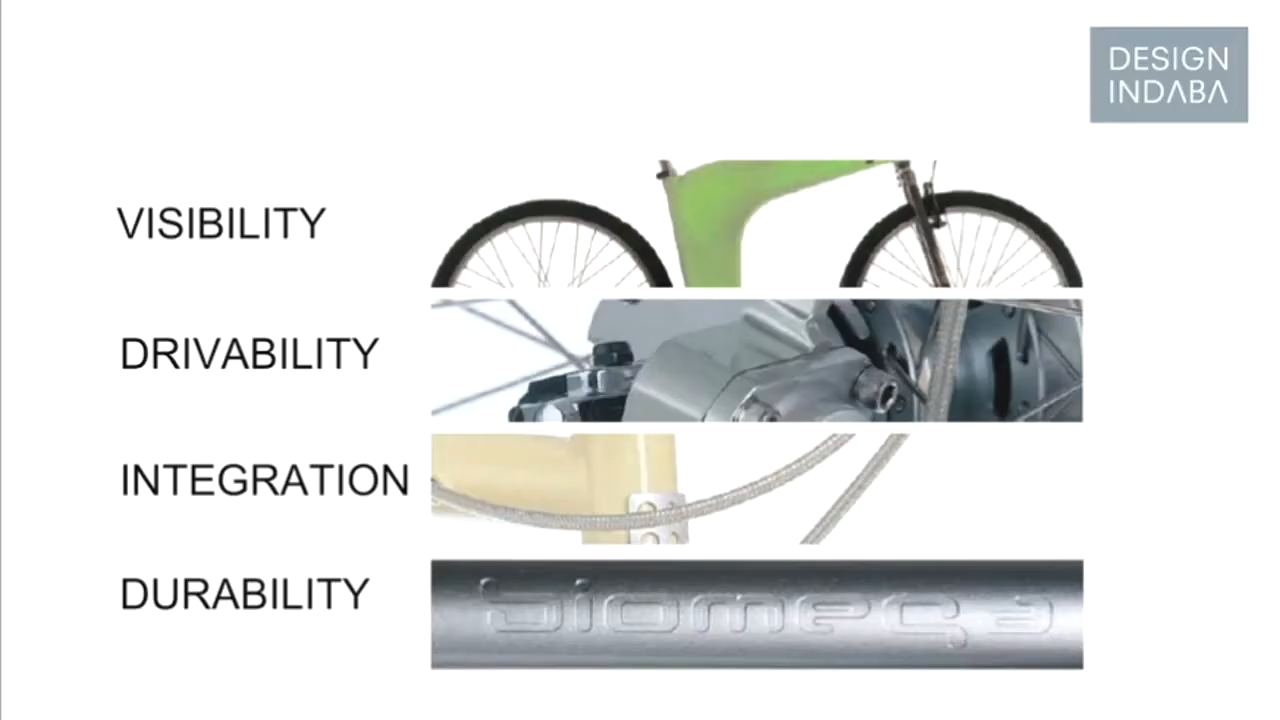 DESIGN
INDABA
VISIBILITY
DRIVABILITY
INTEGRATION
DURABILITY
biomega